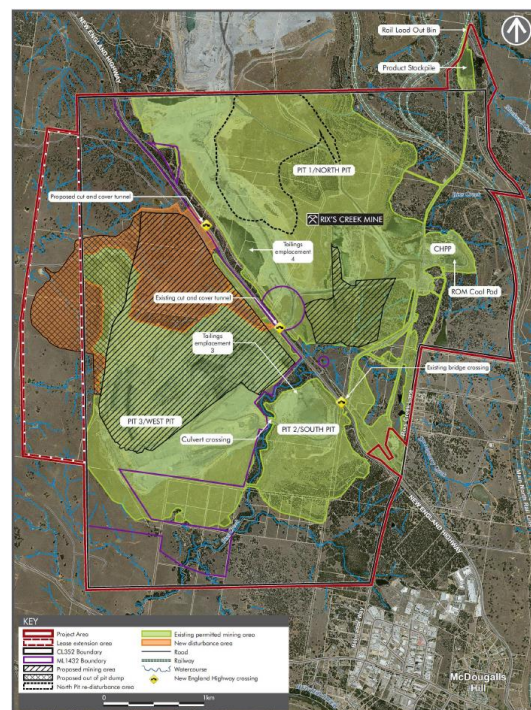 NEW ENGLAND HIGHWAY
Rail Load Out Bin
Product Stockpile
PIT 1/NORTH PIT
Proposed cut and cover tunnel
RIX'S CREEK MINE
Tailings
emplacement
4
CHPP
ROM Coal Pad
Existing cut and cover tunnel
Tailings
emplacement
3
Existing bridge crossing
PIT 3/WEST PIT
PIT 2/SOUTH PIT
Culvert crossing
NEW ENGLAND HIGHWAY
McDougalls
Hill
KEY
Project Area
Lease extension area
CL352 Boundary
ML1432 Boundary
Proposed mining area
Proposed out of pit dump
North Pit re-disturbance area
Existing permitted mining area
New disturbance area
Road
Railway
Watercourse
New England Highway crossing
0 1km